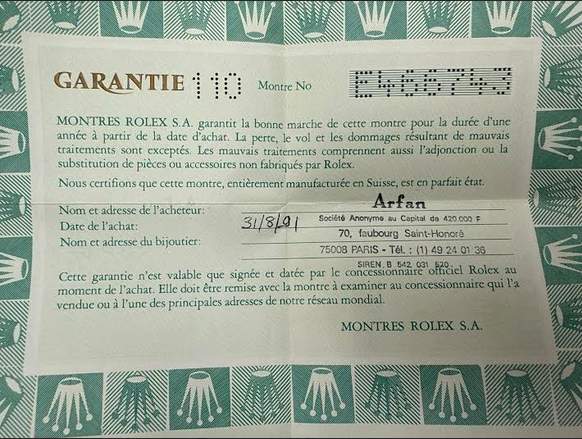 GARANTIE 110 Montre No E466743
MONTRES ROLEX S.A. garantit la bonne marche de cette montre pour la durée d'une
année à partir de la date d'achat. La perte, le vol et les dommages résultant de mauvais
traitements sont exceptés. Les mauvais traitements comprennent aussi l'adjonction ou la
substitution de pièces ou accessoires non fabriqués par Rolex.
Nous certifions que cette montre, entièrement manufacturée en Suisse, est en parfait état.
Nom et adresse de l'acheteur:
Date de l'achat: 31/8/91
Nom et adresse du bijoutier:
Arfan
Société Anonyme au Capital de 420.000 F
70, faubourg Saint-Honoré
75008 PARIS - Tél. : (1) 49 24 01 36
SIREN. B 542 031 520
Cette garantie n'est valable que signée et datée par le concessionnaire officiel Rolex au
moment de l'achat. Elle doit être remise avec la montre à examiner au concessionnaire qui l'a
vendue ou à l'une des principales adresses de notre réseau mondial.
MONTRES ROLEX S.A.